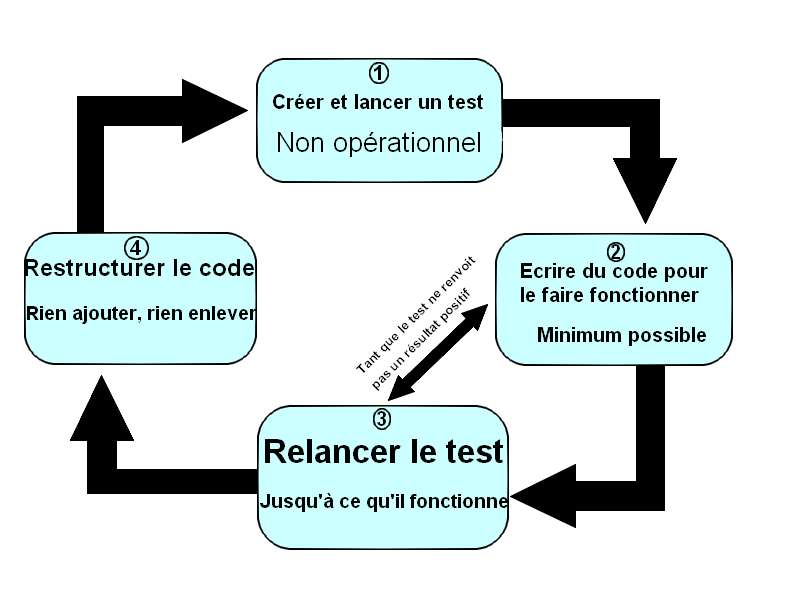 ①
Créer et lancer un test
Non opérationnel
②
Ecrire du code pour
le faire fonctionner
Minimum possible
Tant que le test ne renvoit
pas un résultat positif
③
Relancer le test
Jusqu'à ce qu'il fonctionne
④
Restructurer le code
Rien ajouter, rien enlever